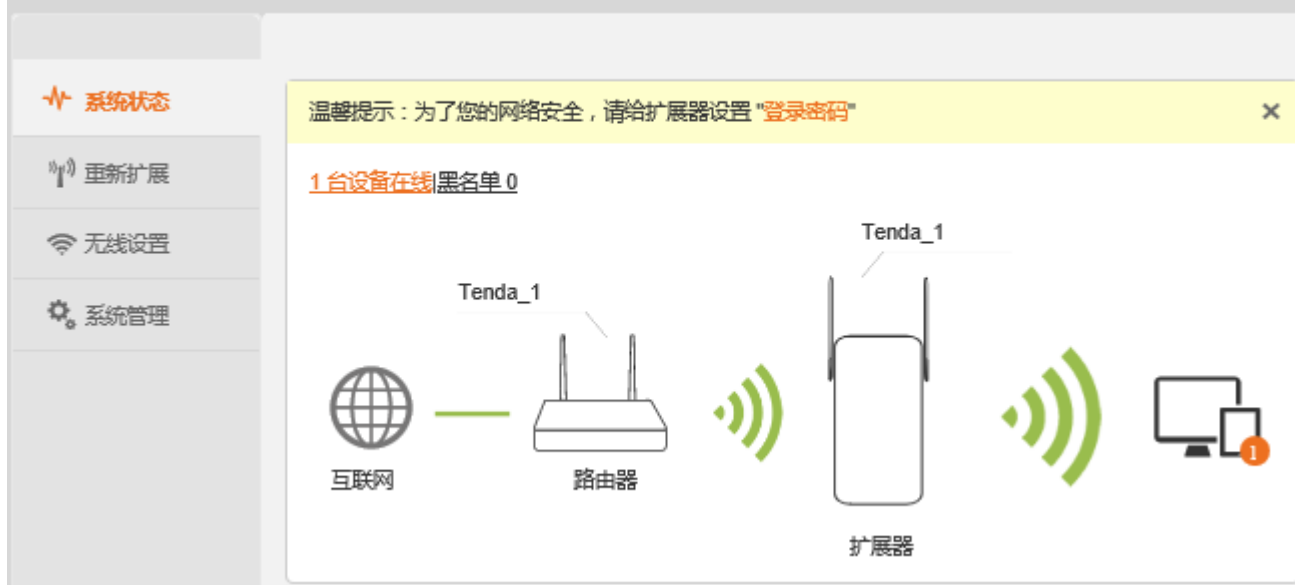 系统状态
重新扩展
无线设置
系统管理
温馨提示：为了您的网络安全，请给扩展器设置 "登录密码"
1 台设备在线|黑名单 0
Tenda_1
Tenda_1
互联网
路由器
扩展器
1